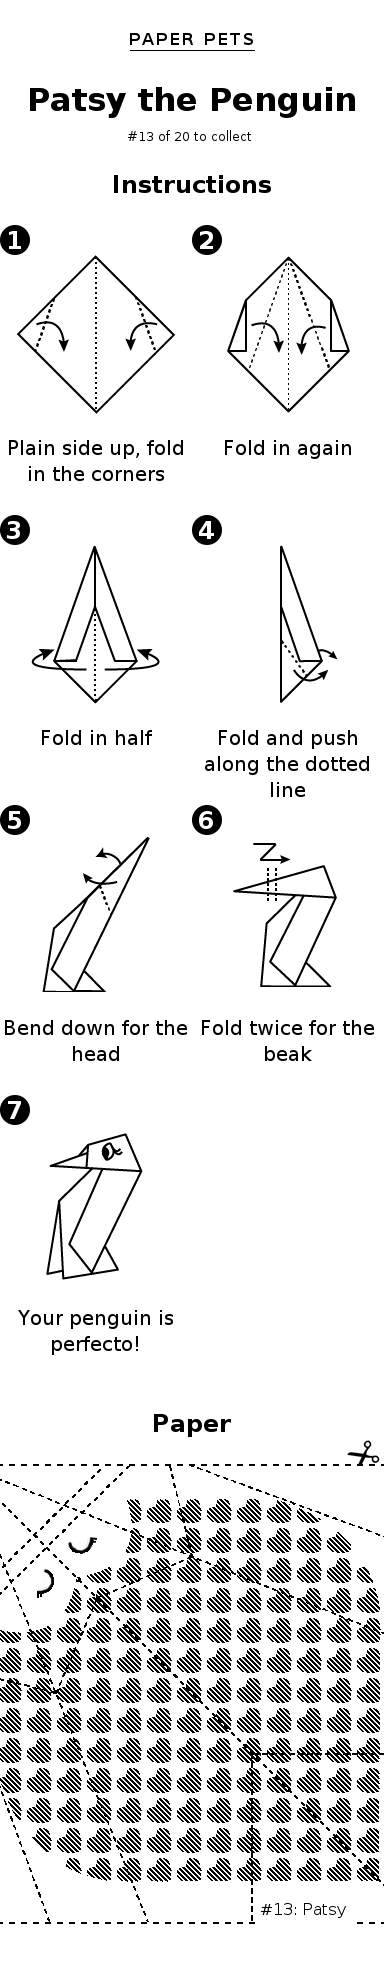 PAPER PETS
Patsy the Penguin
#13 of 20 to collect
Instructions
1
2
Plain side up, fold
in the corners
Fold in again
3
4
Fold in half
Fold and push
along the dotted
line
5
6
Bend down for the
head
Fold twice for the
beak
7
Your penguin is
perfecto!
Paper
#13: Patsy